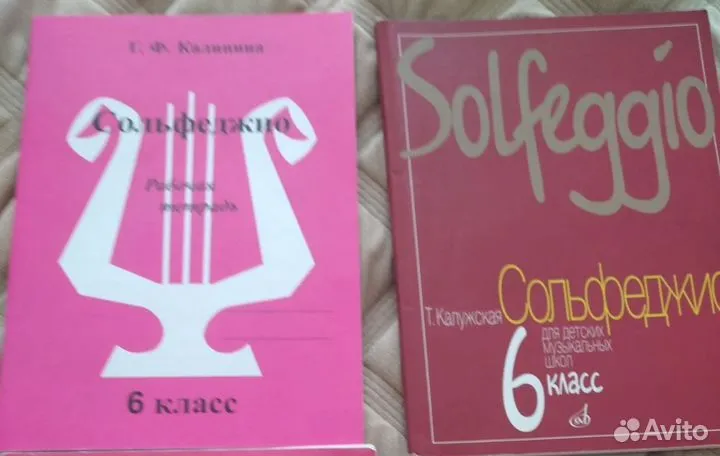 Г. Ф. Калинина
Сольфеджио
Рабочая
тетрадь
6 класс
Solfeggio
Т. Калужская
Сольфеджио
для детских
музыкальных
школ
6 класс
Avito